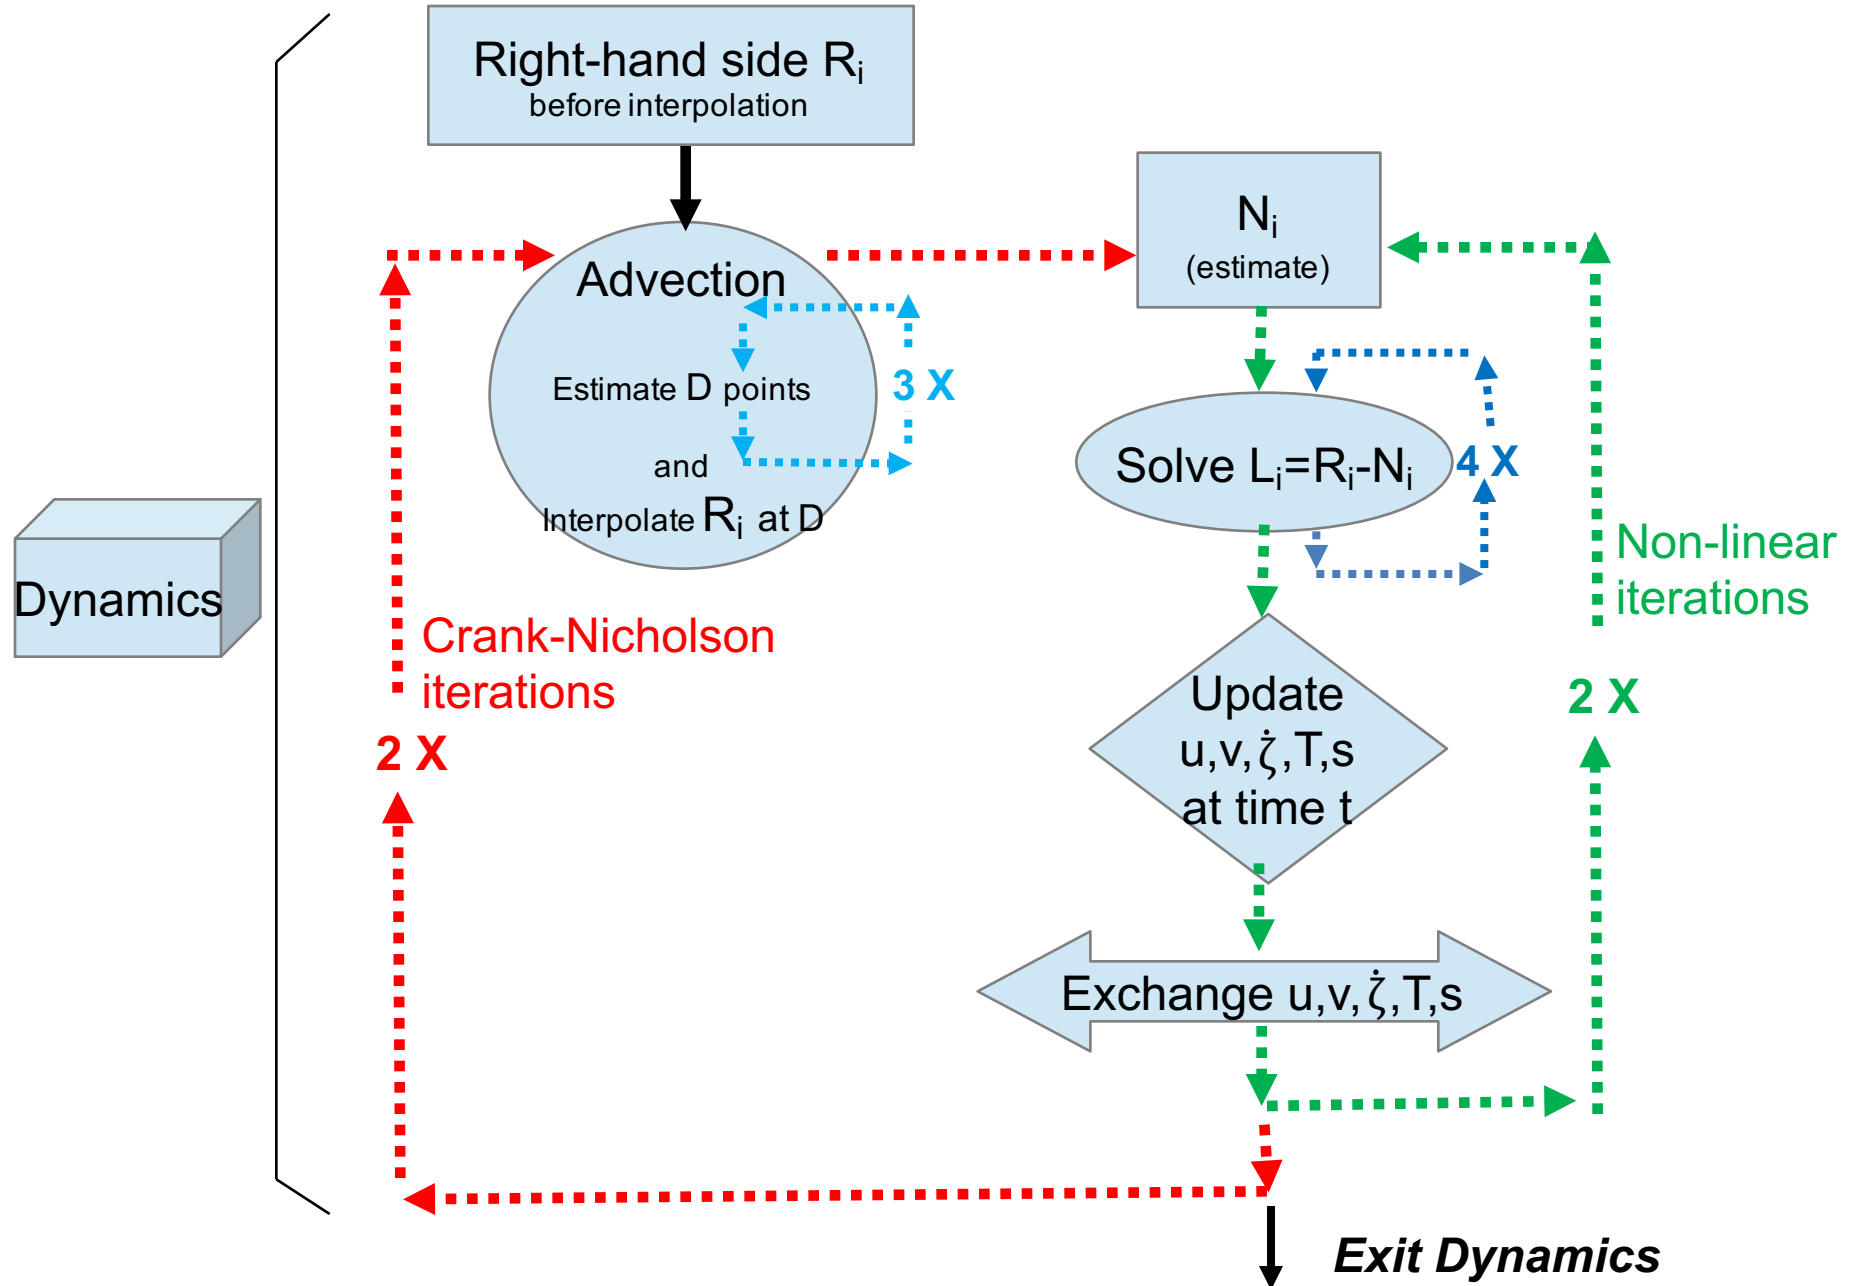 Right-hand side Rᵢ
before interpolation
Nᵢ
(estimate)
Advection
Estimate D points
3 X
and
Interpolate Rᵢ at D
Solve Lᵢ=Rᵢ-Nᵢ
4 X
Non-linear
iterations
2 X
Dynamics
Crank-Nicholson
iterations
2 X
Update
u,v,ζ̇,T,s
at time t
Exchange u,v,ζ̇,T,s
Exit Dynamics